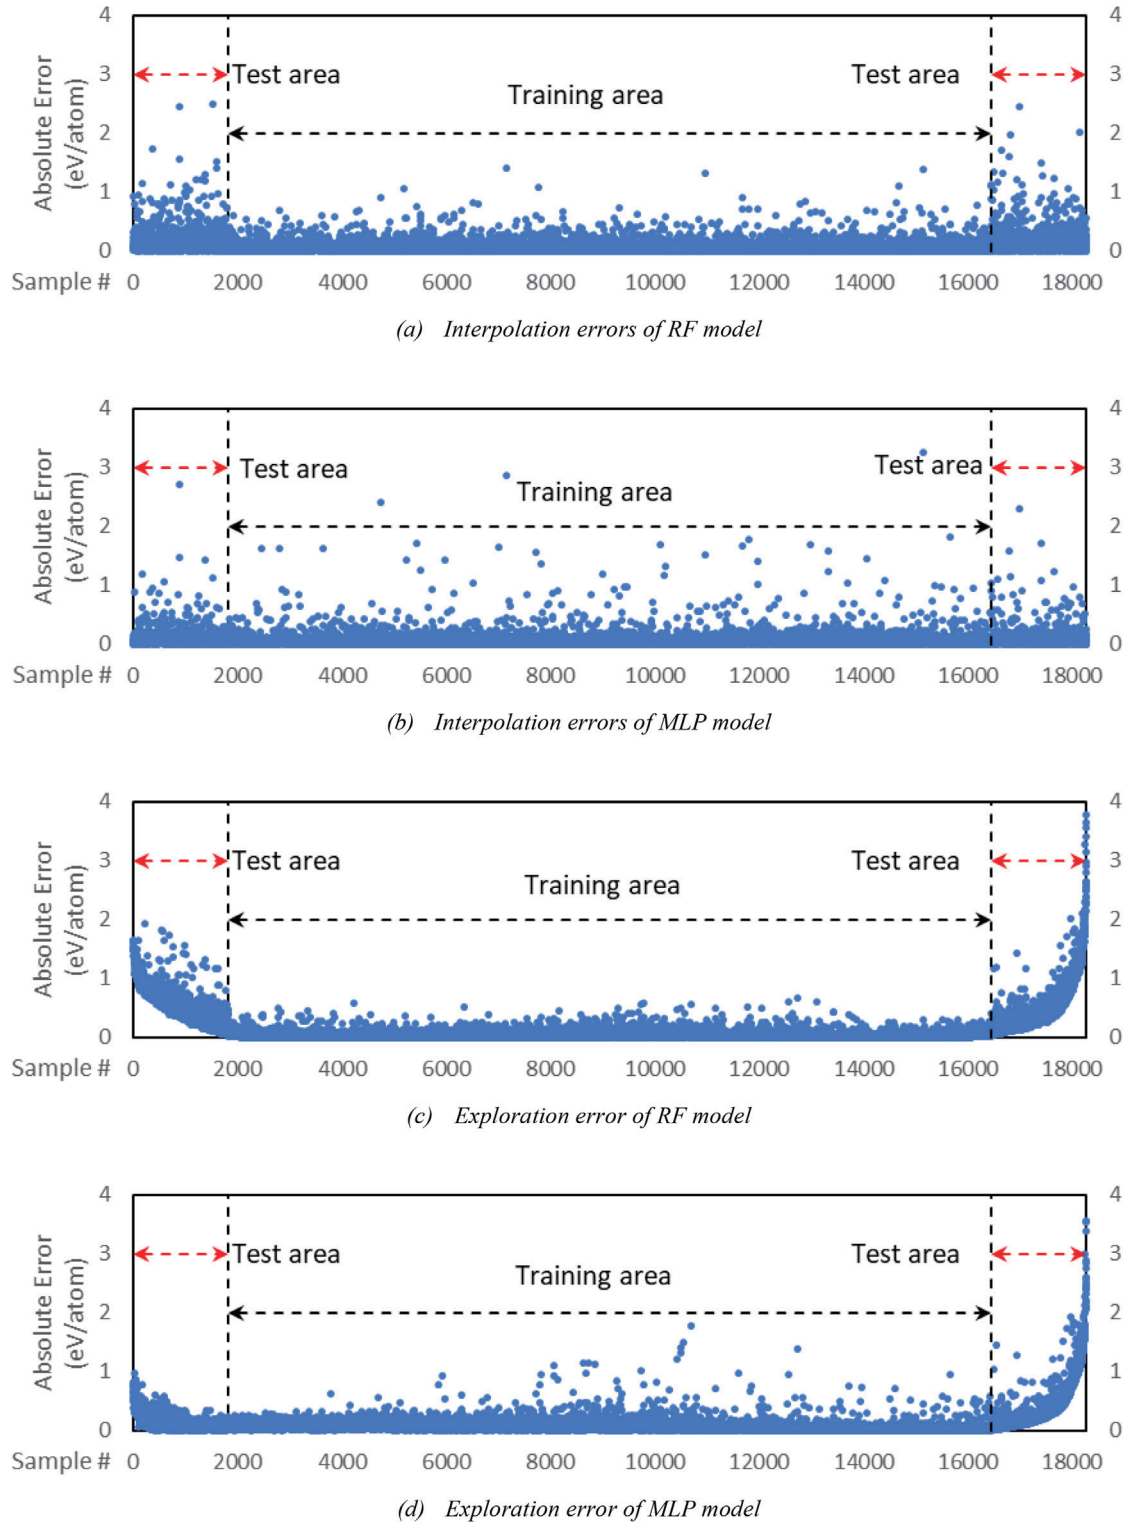 4 4
Absolute Error
(eV/atom)
3 Test area Test area 3
Training area
2 2
1 1
0 0
Sample # 0 2000 4000 6000 8000 10000 12000 14000 16000 18000
(a) Interpolation errors of RF model
4 4
Absolute Error
(eV/atom)
3 Test area Test area 3
Training area
2 2
1 1
0 0
Sample # 0 2000 4000 6000 8000 10000 12000 14000 16000 18000
(b) Interpolation errors of MLP model
4 4
Absolute Error
(eV/atom)
3 Test area Test area 3
Training area
2 2
1 1
0 0
Sample # 0 2000 4000 6000 8000 10000 12000 14000 16000 18000
(c) Exploration error of RF model
4 4
Absolute Error
(eV/atom)
3 Test area Test area 3
Training area
2 2
1 1
0 0
Sample # 0 2000 4000 6000 8000 10000 12000 14000 16000 18000
(d) Exploration error of MLP model